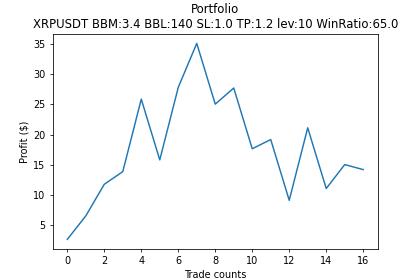 Portfolio
XRPUSDT BBM:3.4 BBL:140 SL:1.0 TP:1.2 lev:10 WinRatio:65.0
35
30
25
20
15
10
5
Profit ($)
0 2 4 6 8 10 12 14 16
Trade counts